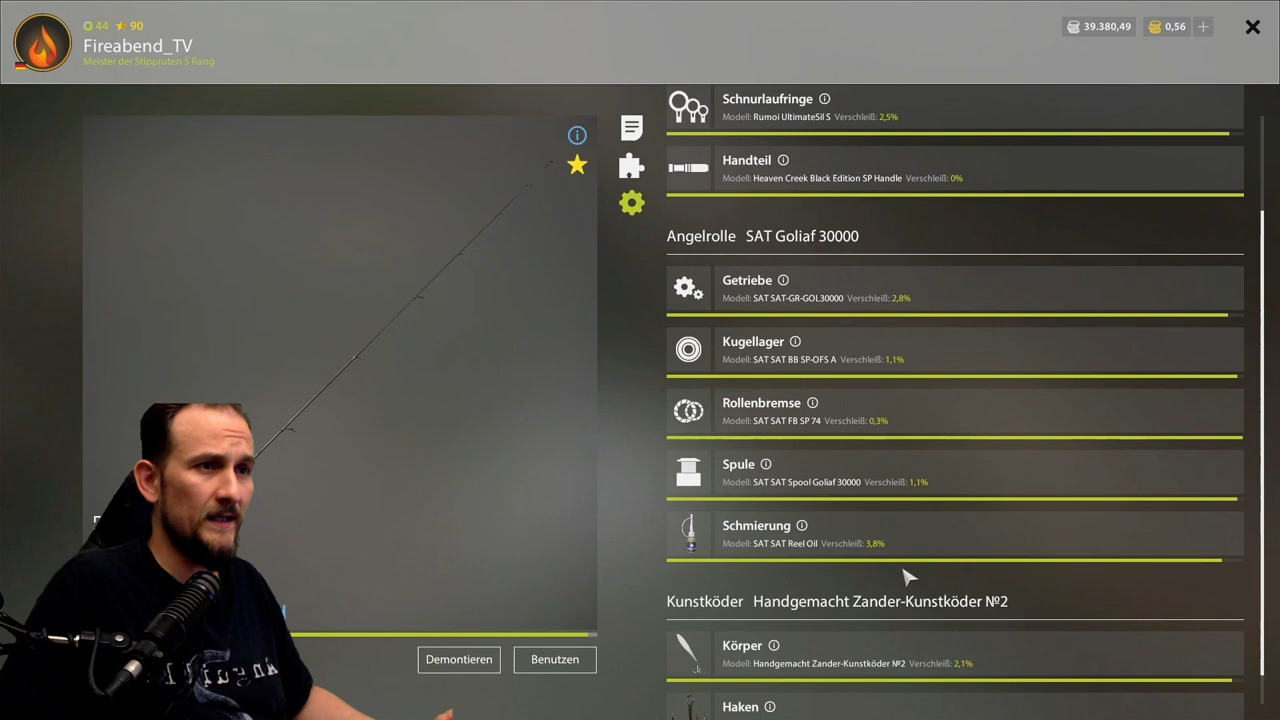 44 90
Fireabend_TV
Meister der Stippruten S Rang
39.380,49
0,56
Schnurlaufringe
Modell: Rumoi UltimateSil S Verschleiß: 2,5%
Handteil
Modell: Heaven Creek Black Edition SP Handle Verschleiß: 0%
Angelrolle SAT Goliaf 30000
Getriebe
Modell: SAT SAT-GR-GOL30000 Verschleiß: 2,8%
Kugellager
Modell: SAT SAT BB SP-OFS A Verschleiß: 1,1%
Rollenbremse
Modell: SAT SAT FB SP 74 Verschleiß: 0,3%
Spule
Modell: SAT SAT Spool Goliaf 30000 Verschleiß: 1,1%
Schmierung
Modell: SAT SAT Reel Oil Verschleiß: 3,8%
Kunstköder Handgemacht Zander-Kunstköder №2
Körper
Modell: Handgemacht Zander-Kunstköder №2 Verschleiß: 2,1%
Haken
Demontieren
Benutzen